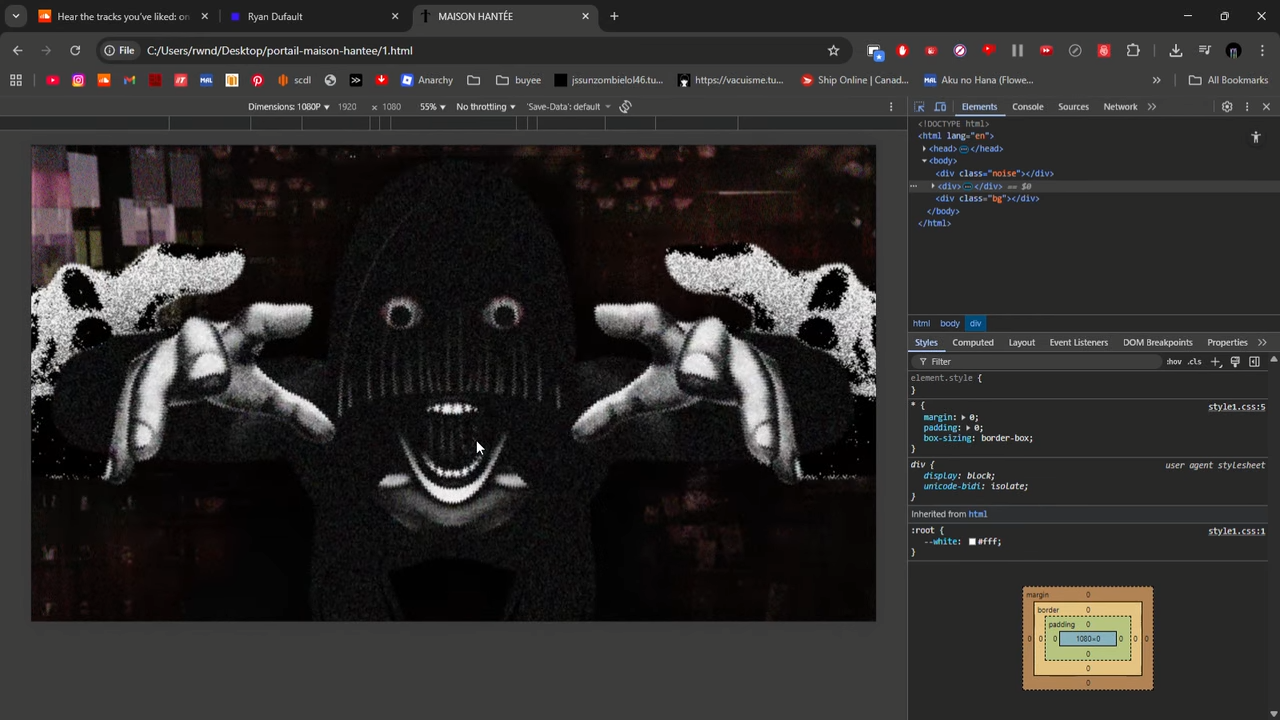 Hear the tracks you've liked: on
Ryan Dufault
MAISON HANTÉE
File
C:/Users/rwnd/Desktop/portail-maison-hantee/1.html
MAL
scdl
Anarchy
buyee
jssunzombielol46.tu...
https://vacuisme.tu...
Ship Online | Canad...
MAL
Aku no Hana (Flowe...
»
All Bookmarks
Dimensions: 1080P
1920
×
1080
55%
No throttling
'Save-Data': default
Elements
Console
Sources
Network
<!DOCTYPE html>
<html lang="en">
<head> </head>
<body>
<div class="noise"></div>
<div> </div> == $0
<div class="bg"></div>
</body>
</html>
html
body
div
Styles
Computed
Layout
Event Listeners
DOM Breakpoints
Properties
Filter
:hov
.cls
element.style {
}
* {
style1.css:5
margin: 0;
padding: 0;
box-sizing: border-box;
}
div {
user agent stylesheet
display: block;
unicode-bidi: isolate;
}
Inherited from html
:root {
style1.css:1
--white: #fff;
}
margin
0
border
0
padding
0
0
0
0
1080×0
0
0
0
0
0
0